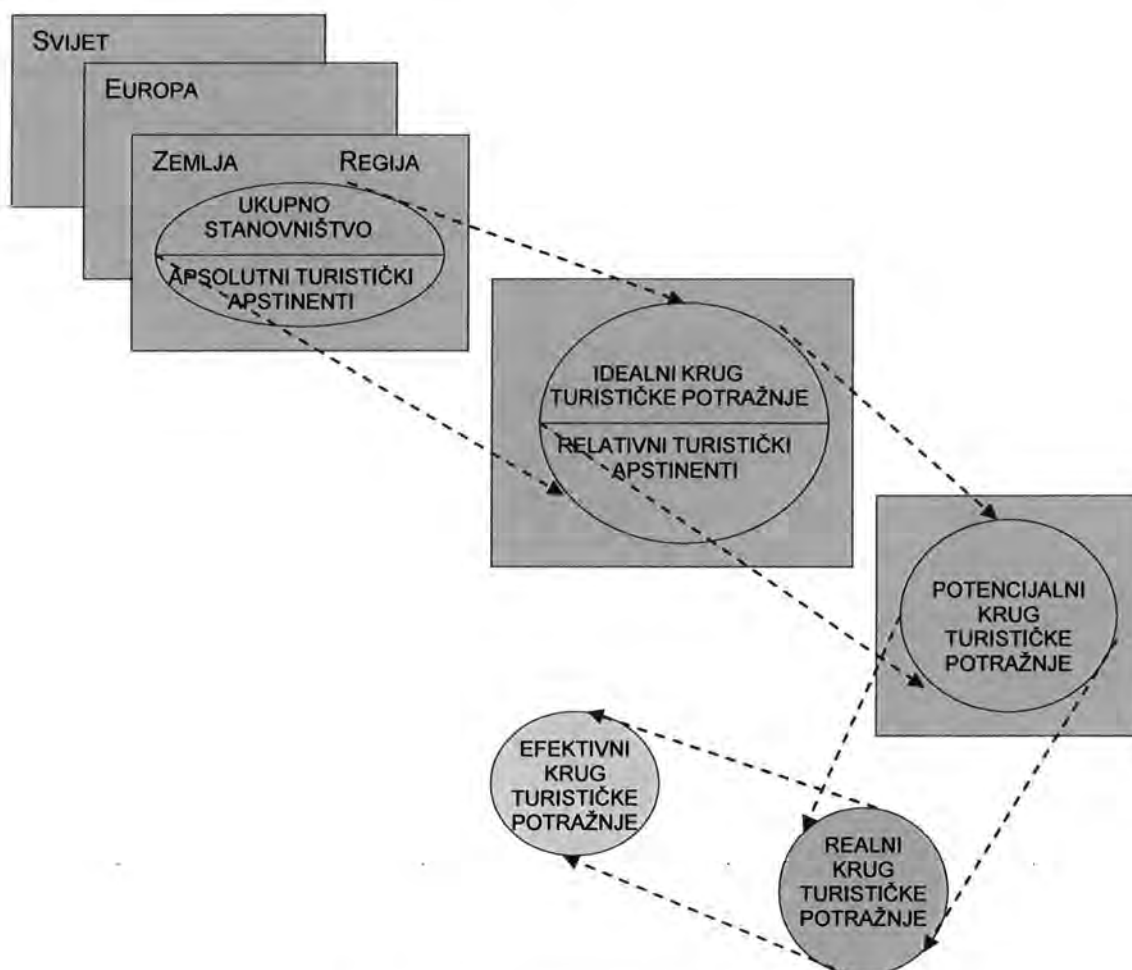 SVIJET
EUROPA
ZEMLJA REGIJA
UKUPNO
STANOVNIŠTVO
APSOLUTNI TURISTIČKI
APSTINENTI
IDEALNI KRUG
TURISTIČKE POTRAŽNJE
RELATIVNI TURISTIČKI
APSTINENTI
POTENCIJALNI
KRUG
TURISTIČKE
POTRAŽNJE
EFEKTIVNI
KRUG
TURISTIČKE
POTRAŽNJE
REALNI
KRUG
TURISTIČKE
POTRAŽNJE